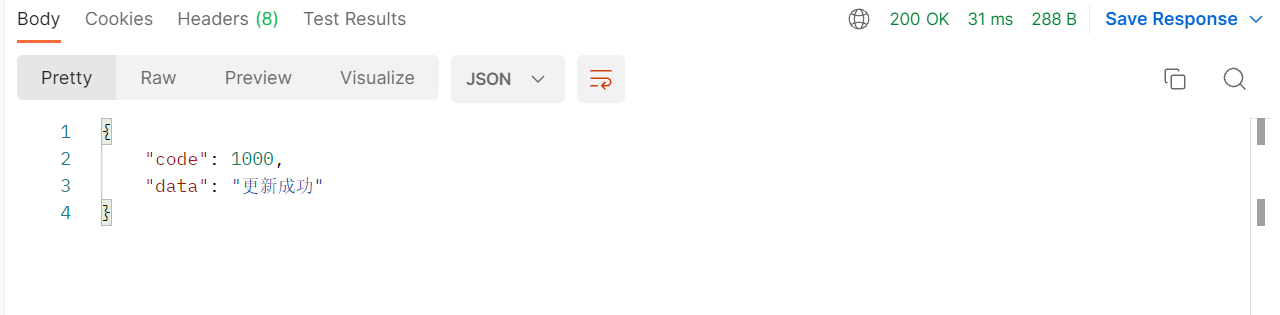 Body Cookies Headers (8) Test Results 200 OK 31 ms 288 B Save Response
Pretty Raw Preview Visualize JSON
1 {
2 "code": 1000,
3 "data": "更新成功"
4 }